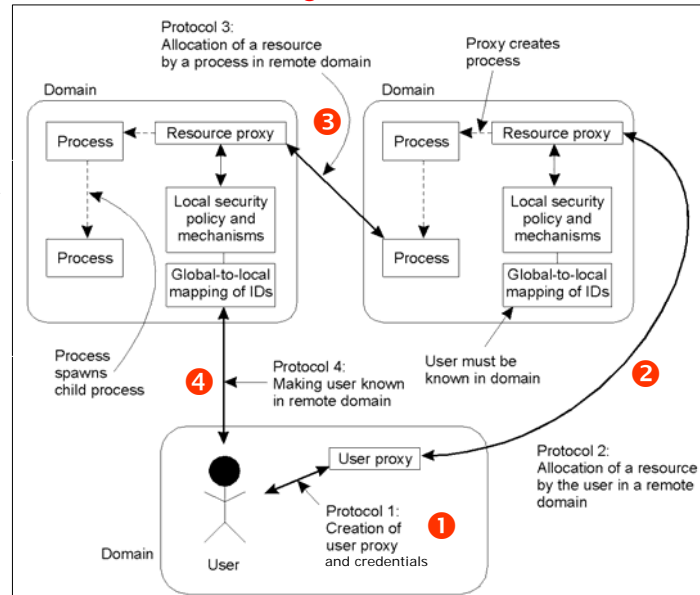 Protocol 3:
Allocation of a resource
by a process in remote domain
Proxy creates
process
Domain
Domain
3
Process
Resource proxy
Process
Resource proxy
Local security
policy and
mechanisms
Local security
policy and
mechanisms
Process
Process
Global-to-local
mapping of IDs
Global-to-local
mapping of IDs
Process
spawns
child process
4
Protocol 4:
Making user known
in remote domain
User must be
known in domain
2
User proxy
Protocol 2:
Allocation of a resource
by the user in a remote
domain
Protocol 1:
Creation of
user proxy
and credentials
1
Domain
User